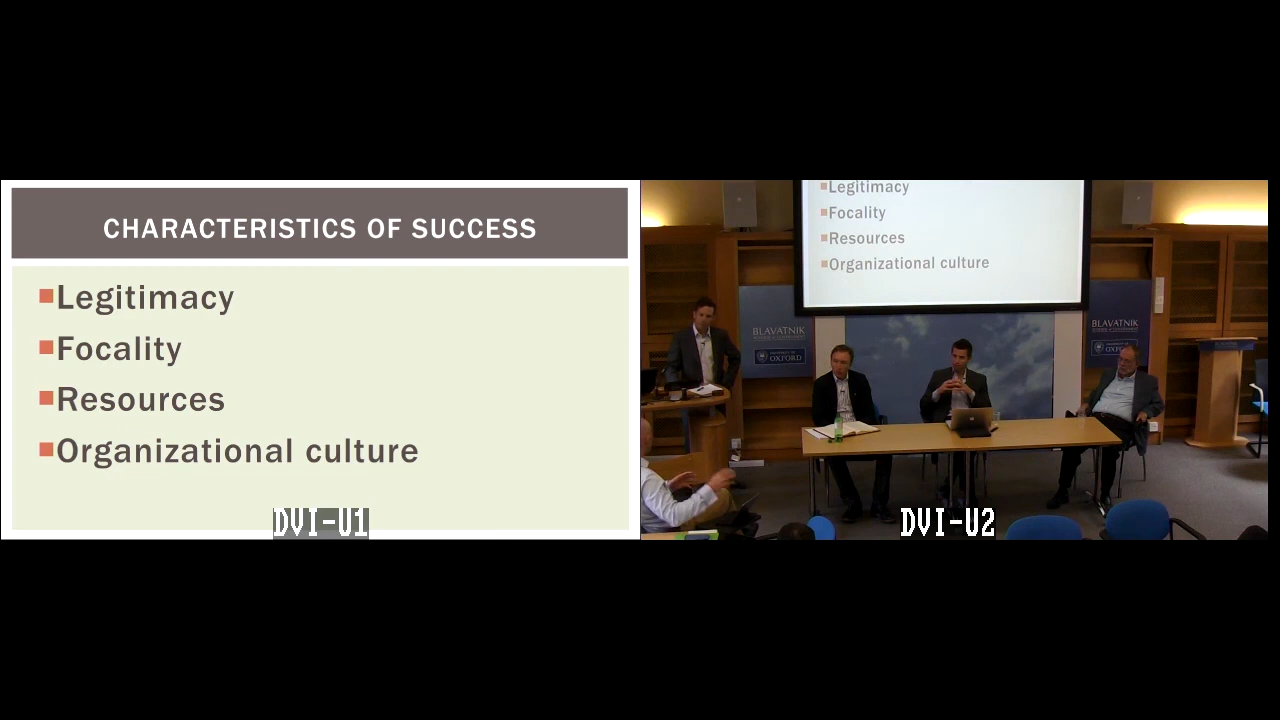 CHARACTERISTICS OF SUCCESS
Legitimacy
Focality
Resources
Organizational culture
DVI-U1
Legitimacy
Focality
Resources
Organizational culture
BLAVATNIK
OXFORD
BLAVATNIK
OXFORD
DVI-U2